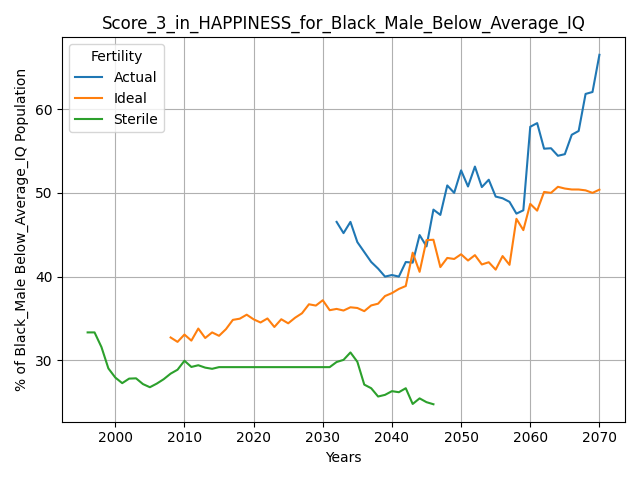 Score_3_in_HAPPINESS_for_Black_Male_Below_Average_IQ
% of Black_Male Below_Average_IQ Population
60
50
40
30
Fertility
Actual
Ideal
Sterile
2000 2010 2020 2030 2040 2050 2060 2070
Years